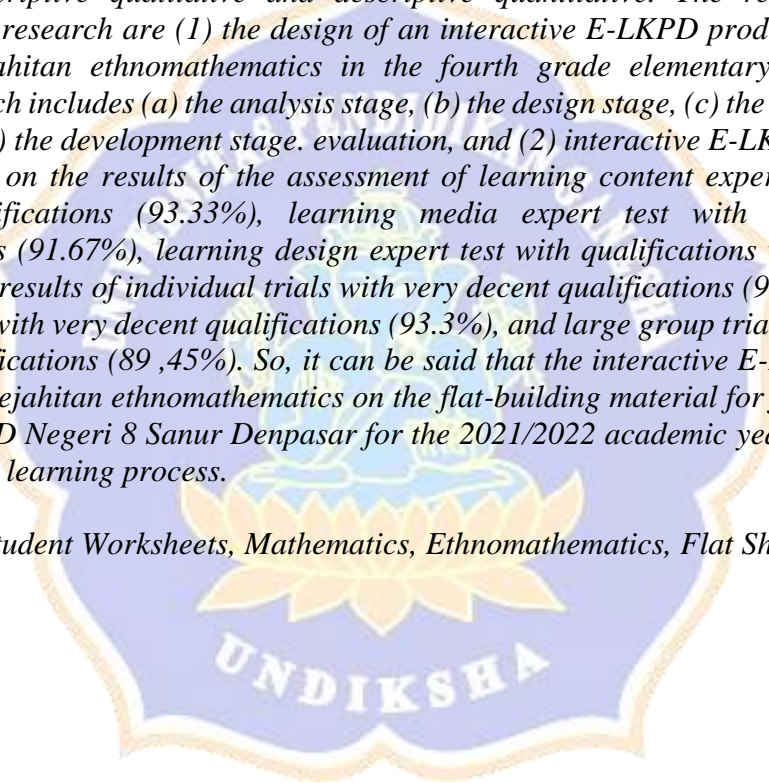 riptive qualitative and descriptive quantitative. The re
research are (1) the design of an interactive E-LKPD prod
ahitan ethnomathematics in the fourth grade elementary
ch includes (a) the analysis stage, (b) the design stage, (c) the
) the development stage. evaluation, and (2) interactive E-LK
on the results of the assessment of learning content exper
ifications (93.33%), learning media expert test with
s (91.67%), learning design expert test with qualifications
results of individual trials with very decent qualifications (9
with very decent qualifications (93.3%), and large group tria
fications (89 ,45%). So, it can be said that the interactive E-
ejahitan ethnomathematics on the flat-building material for
D Negeri 8 Sanur Denpasar for the 2021/2022 academic yea
learning process.
tudent Worksheets, Mathematics, Ethnomathematics, Flat Sh
UNIVERSITAS PENDIDIKAN GANESHA
UNDIKSHA